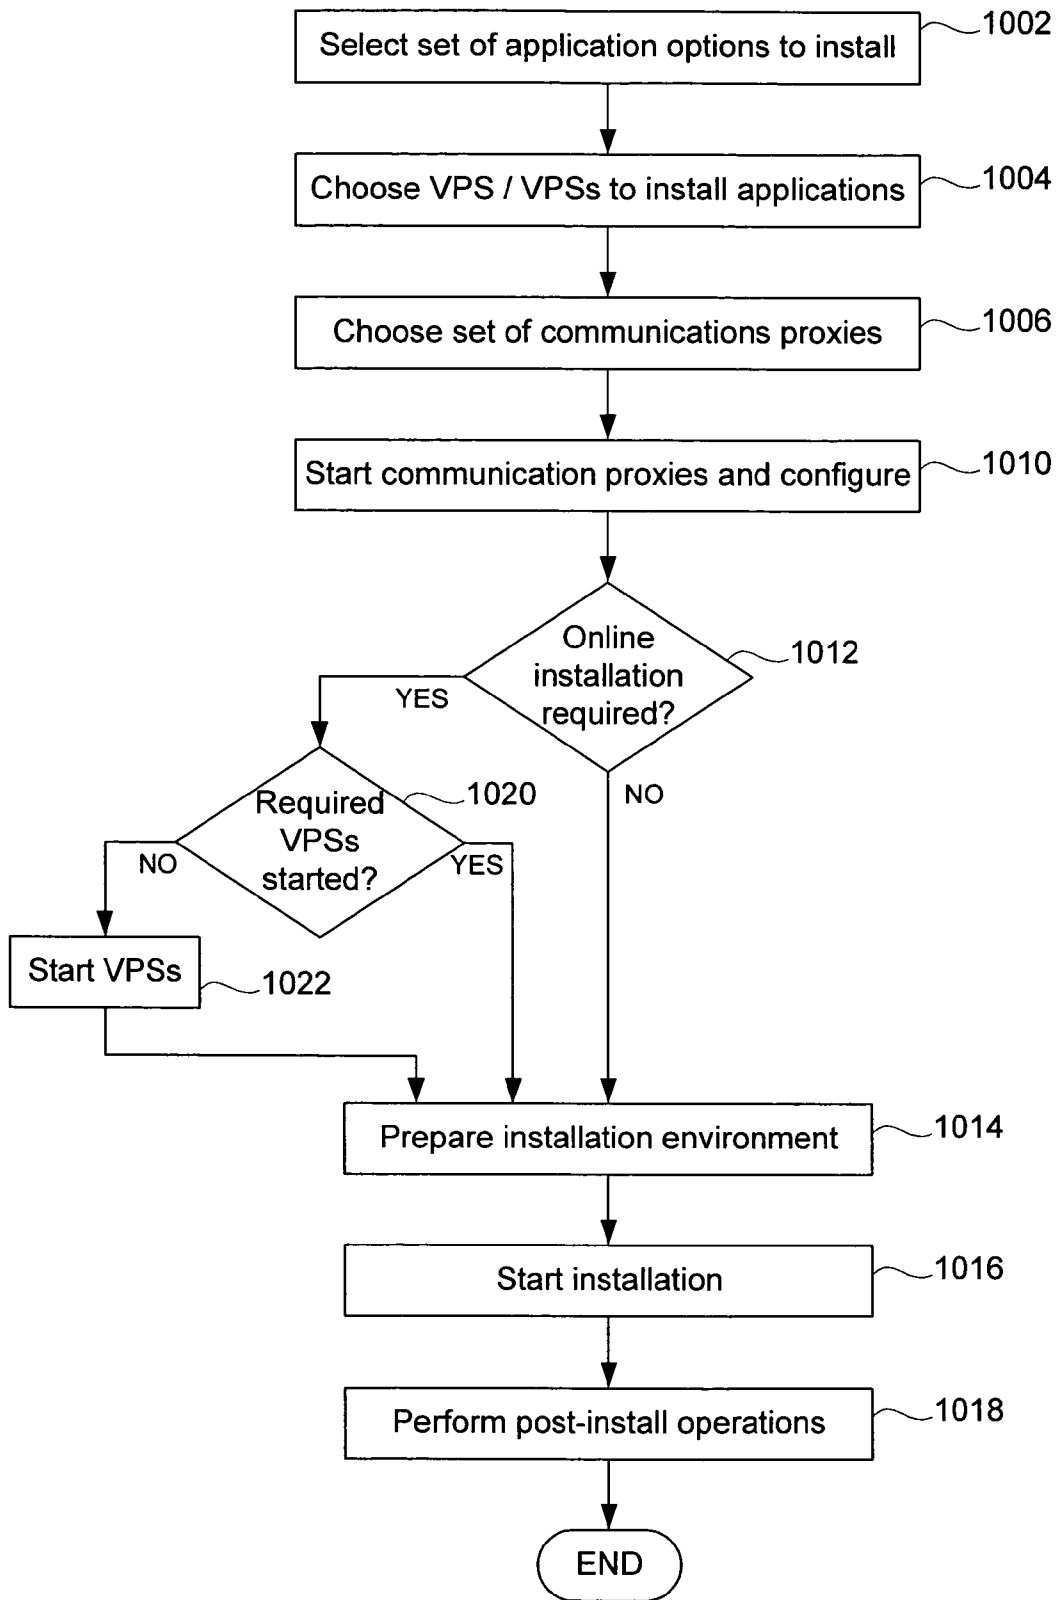 Select set of application options to install
1002
Choose VPS / VPSs to install applications
1004
Choose set of communications proxies
1006
Start communication proxies and configure
1010
Online
installation
required?
1012
YES
NO
Required
VPSs
started?
1020
NO
YES
Start VPSs
1022
Prepare installation environment
1014
Start installation
1016
Perform post-install operations
1018
END